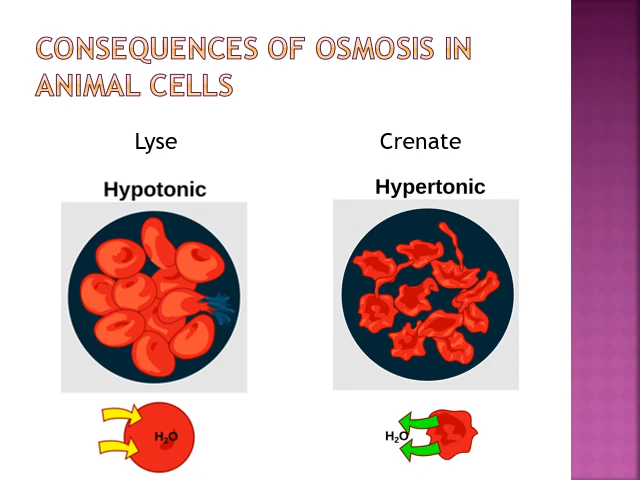 CONSEQUENCES OF OSMOSIS IN
ANIMAL CELLS
Lyse
Crenate
Hypotonic
Hypertonic
H₂O
H₂O